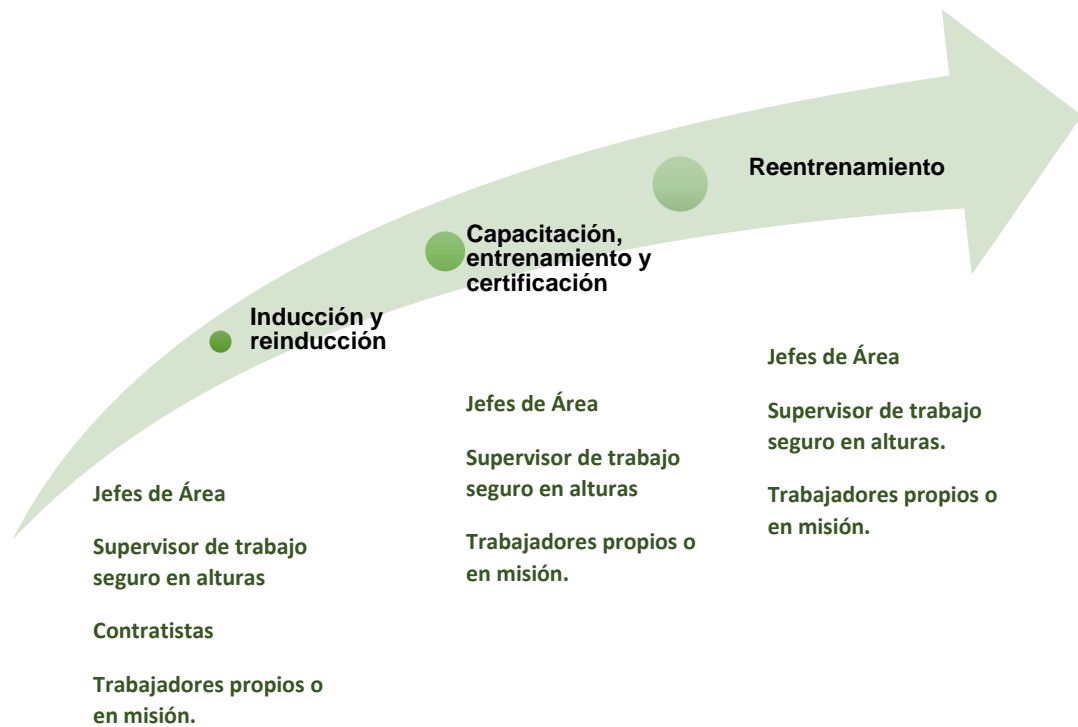 Reentrenamiento
Capacitación,
entrenamiento y
certificación
Inducción y
reinducción
Jefes de Área
Supervisor de trabajo
seguro en alturas
Contratistas
Trabajadores propios o
en misión.
Jefes de Área
Supervisor de trabajo
seguro en alturas
Trabajadores propios o
en misión.
Jefes de Área
Supervisor de trabajo
seguro en alturas.
Trabajadores propios o
en misión.